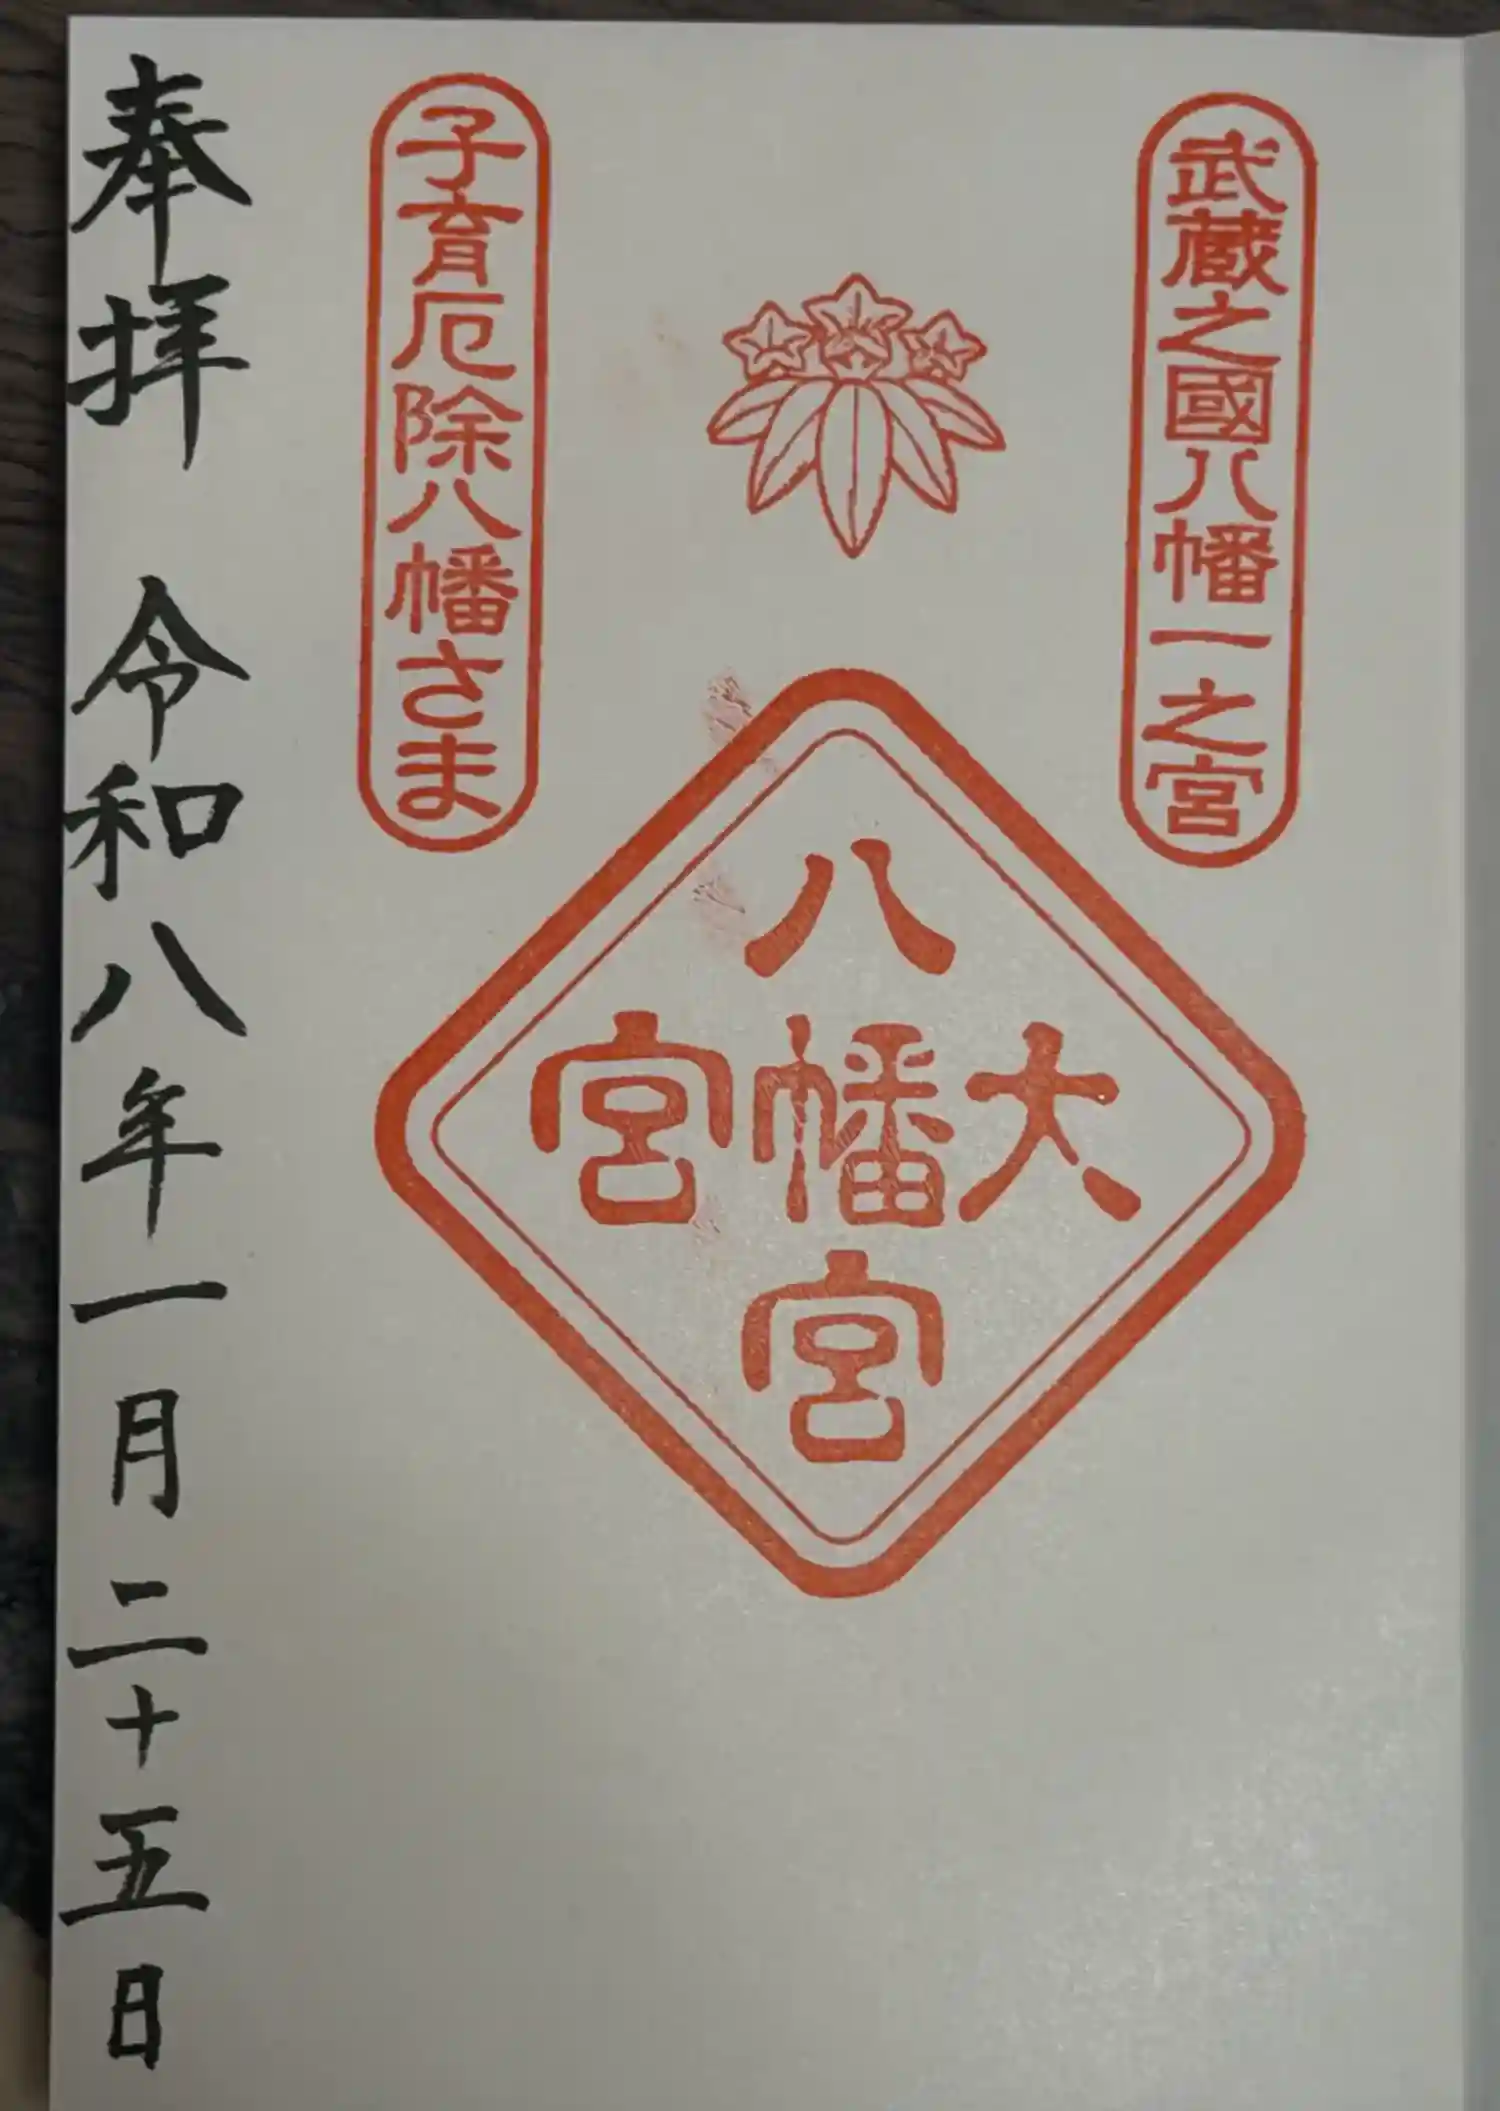 武蔵之國八幡一之宮
八幡宮
大
宮
子育厄除八幡さま
奉拝 令和八年一月二十五日